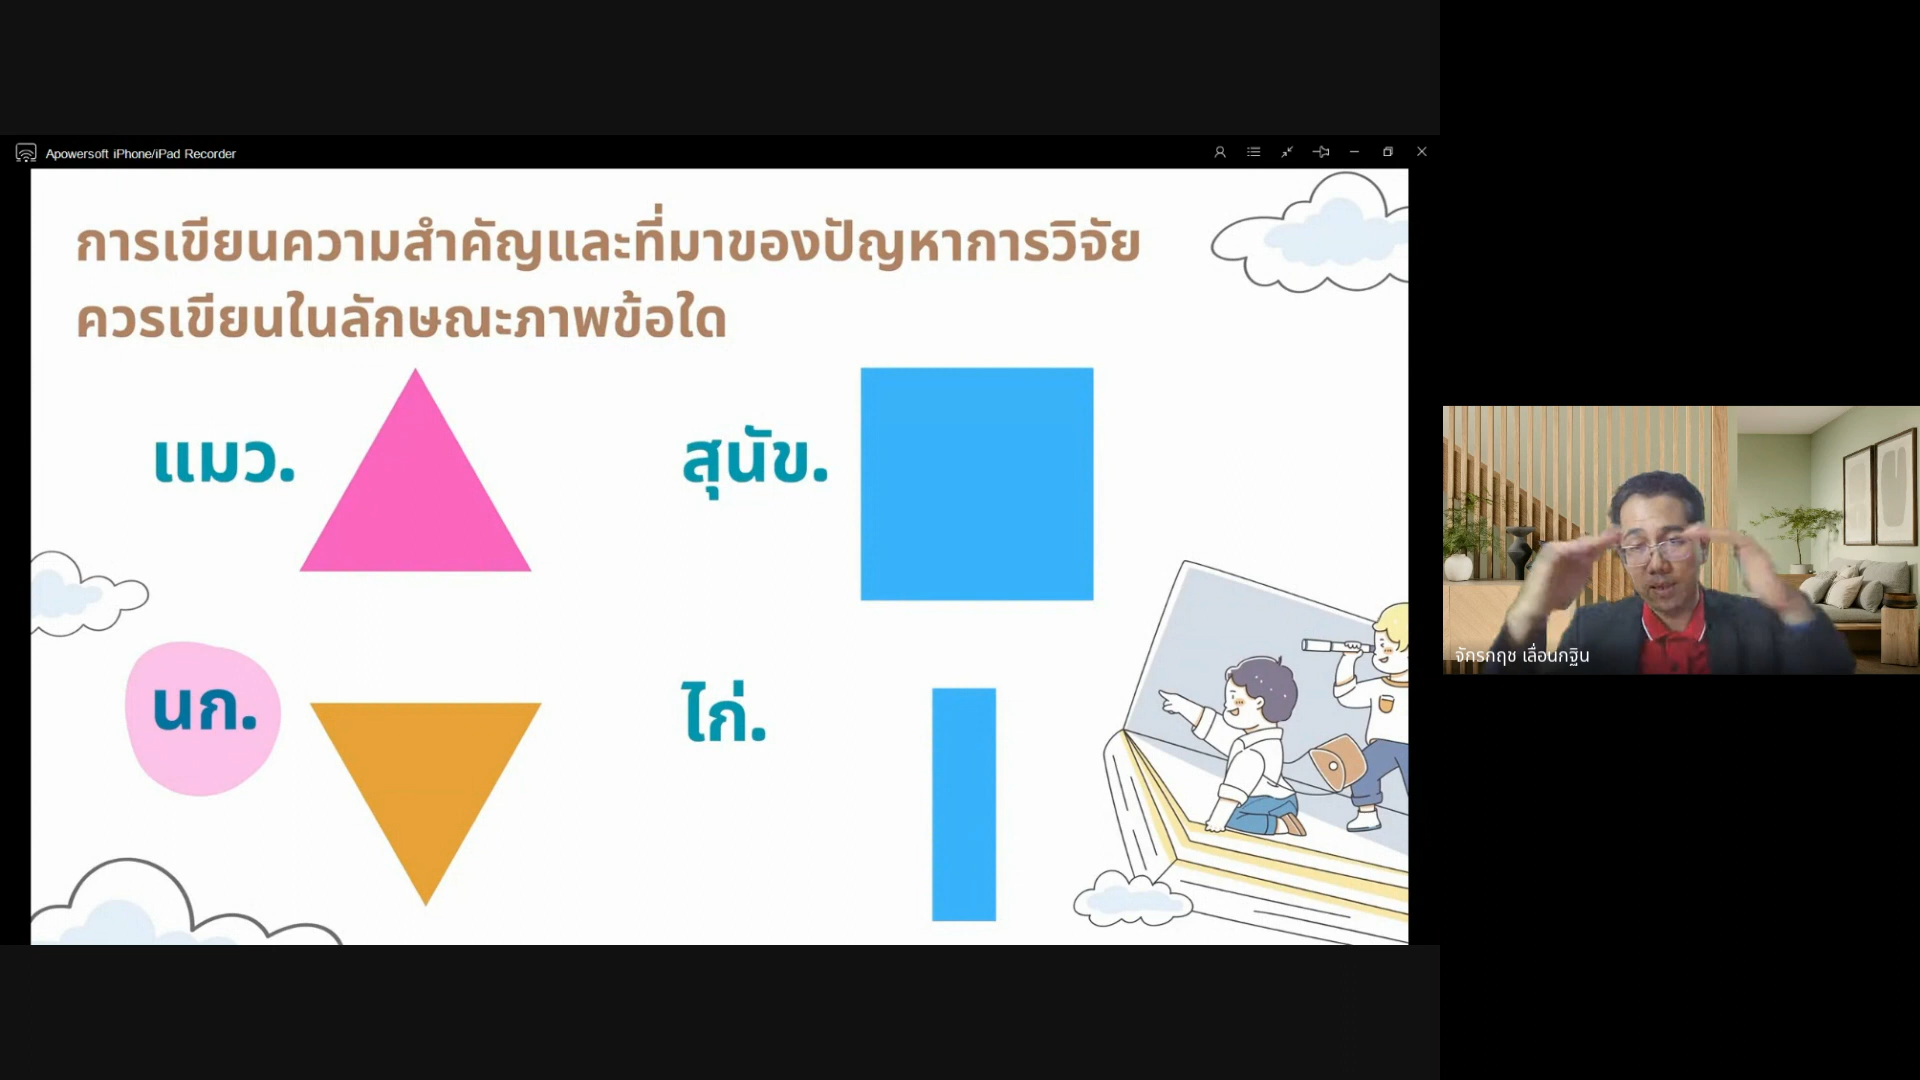 Apowersoft iPhone/iPad Recorder
การเขียนความสำคัญและที่มาของปัญหาการวิจัย
ควรเขียนในลักษณะภาพข้อใด
แมว.
สุนัข.
นก.
ไก่.
จักรกฤช เลื่อนกฐิน